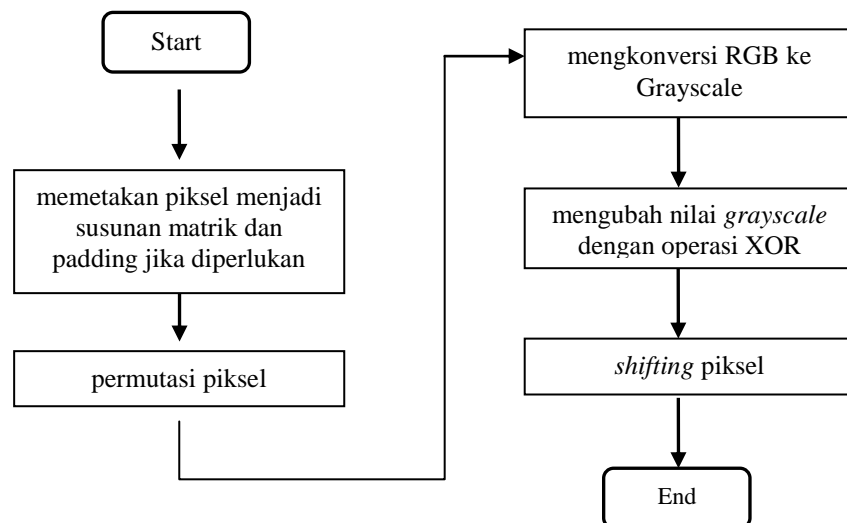 Start
memetakan piksel menjadi
susunan matrik dan
padding jika diperlukan
permutasi piksel
mengkonversi RGB ke
Grayscale
mengubah nilai grayscale
dengan operasi XOR
shifting piksel
End